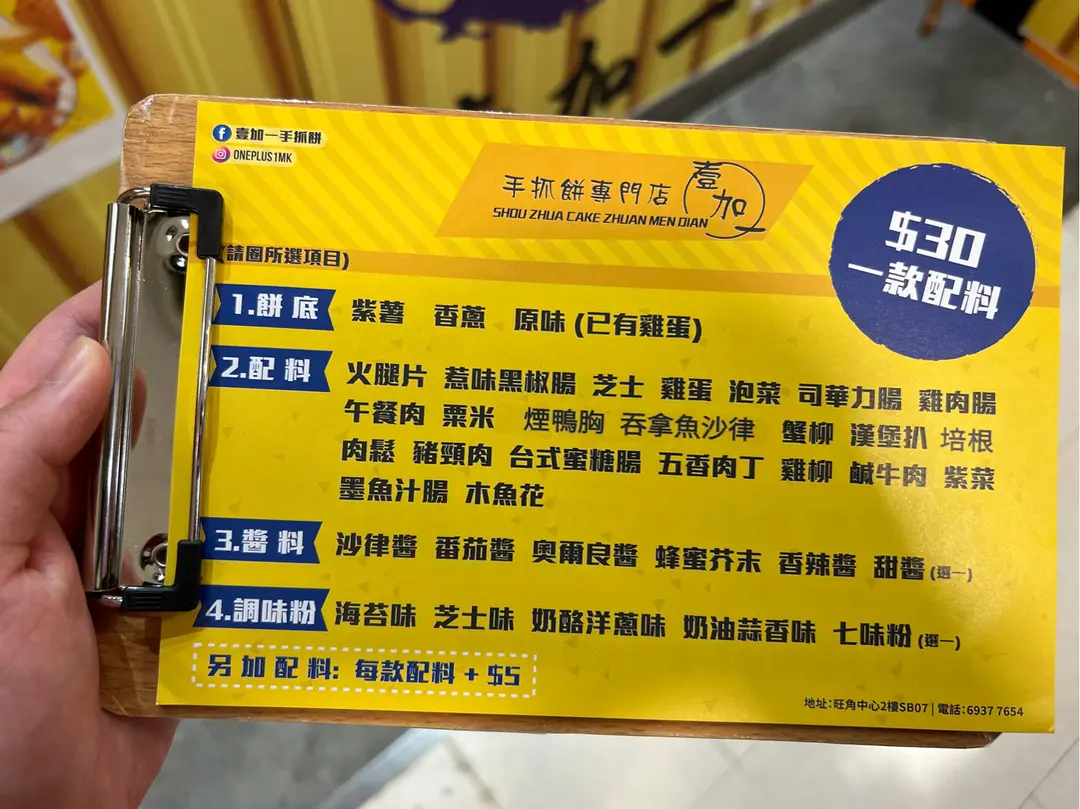 壹加一手抓餅
ONEPLUS1MK
手抓餅專門店
SHOU ZHUA CAKE ZHUAN MEN DIAN
壹加一
$30
一款配料
(請圈所選項目)
1.餅底 紫薯 香蔥 原味 (已有雞蛋)
2.配料 火腿片 惹味黑椒腸 芝士 雞蛋 泡菜 司華力腸 雞肉腸
午餐肉 粟米 煙鴨胸 吞拿魚沙律 蟹柳 漢堡扒 培根
肉鬆 豬頸肉 台式蜜糖腸 五香肉丁 雞柳 鹹牛肉 紫菜
墨魚汁腸 木魚花
3.醬料 沙律醬 番茄醬 奧爾良醬 蜂蜜芥末 香辣醬 甜醬 (選一)
4.調味粉 海苔味 芝士味 奶酪洋蔥味 奶油蒜香味 七味粉 (選一)
另加配料: 每款配料 + $5
地址:旺角中心2樓SB07 | 電話:6937 7654
加一